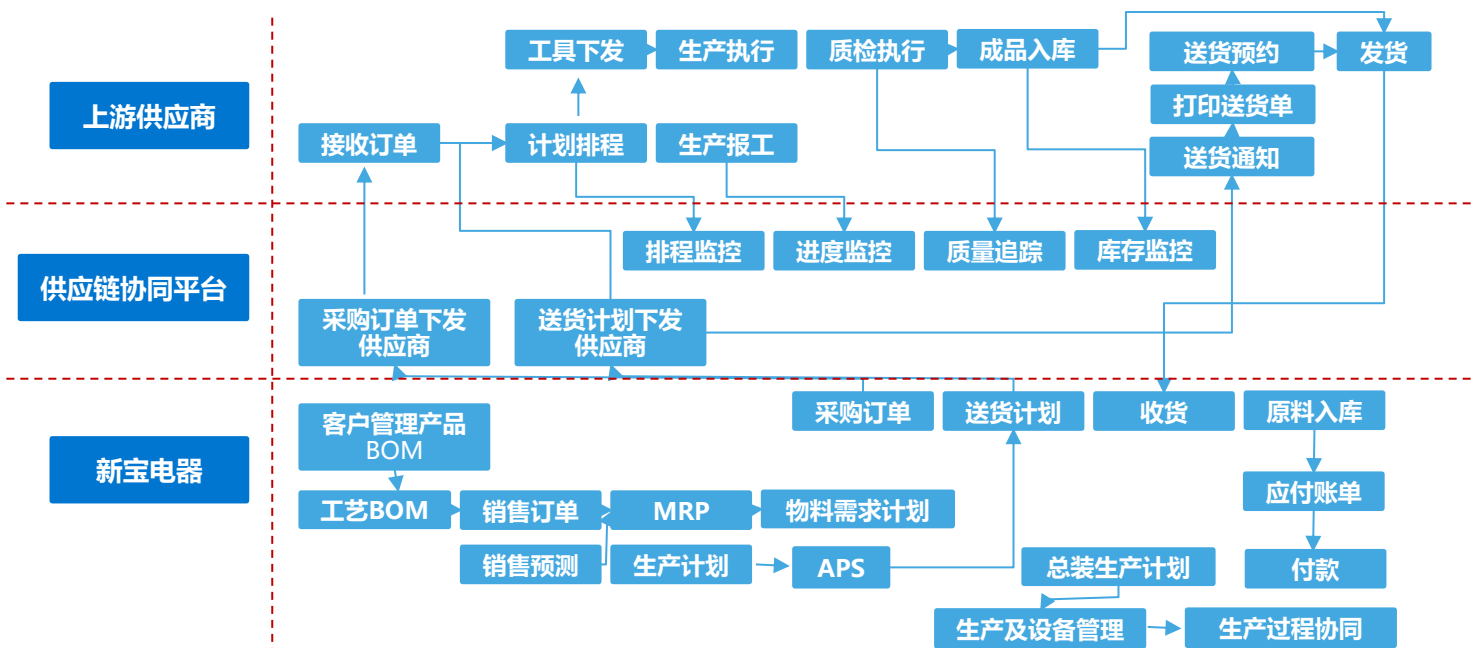 工具下发
生产执行
质检执行
成品入库
送货预约
发货
上游供应商
打印送货单
接收订单
计划排程
生产报工
送货通知
供应链协同平台
排程监控
进度监控
质量追踪
库存监控
采购订单下发
供应商
送货计划下发
供应商
新宝电器
客户管理产品
BOM
采购订单
送货计划
收货
原料入库
工艺BOM
销售订单
MRP
物料需求计划
应付账单
销售预测
生产计划
APS
总装生产计划
付款
生产及设备管理
生产过程协同